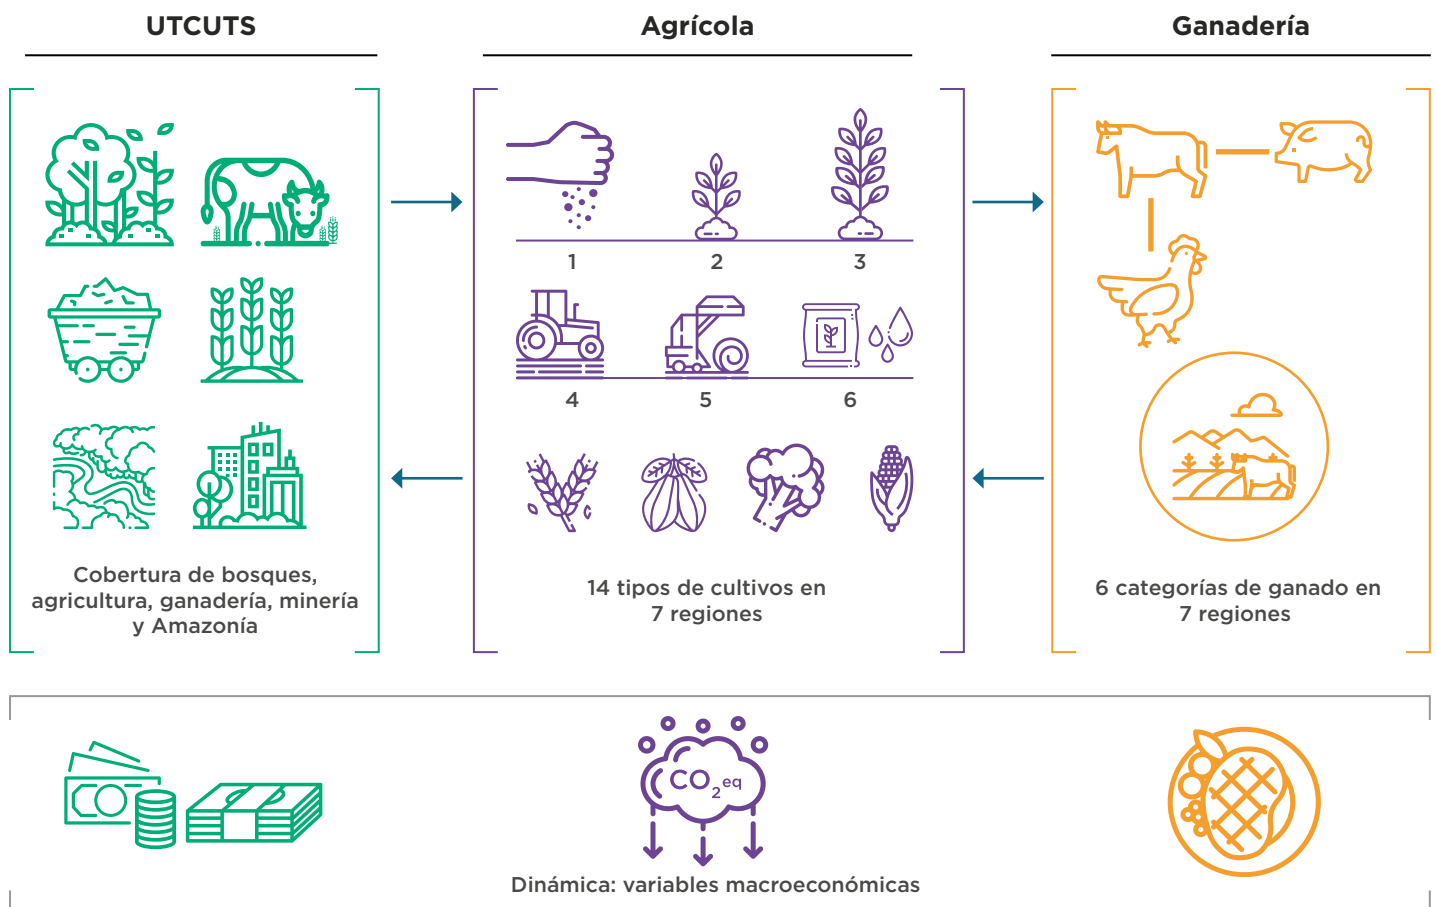 UTCUTS
Agrícola
Ganadería
1
2
3
4
5
6
Cobertura de bosques,
agricultura, ganadería, minería
y Amazonía
14 tipos de cultivos en
7 regiones
6 categorías de ganado en
7 regiones
CO2eq
Dinámica: variables macroeconómicas